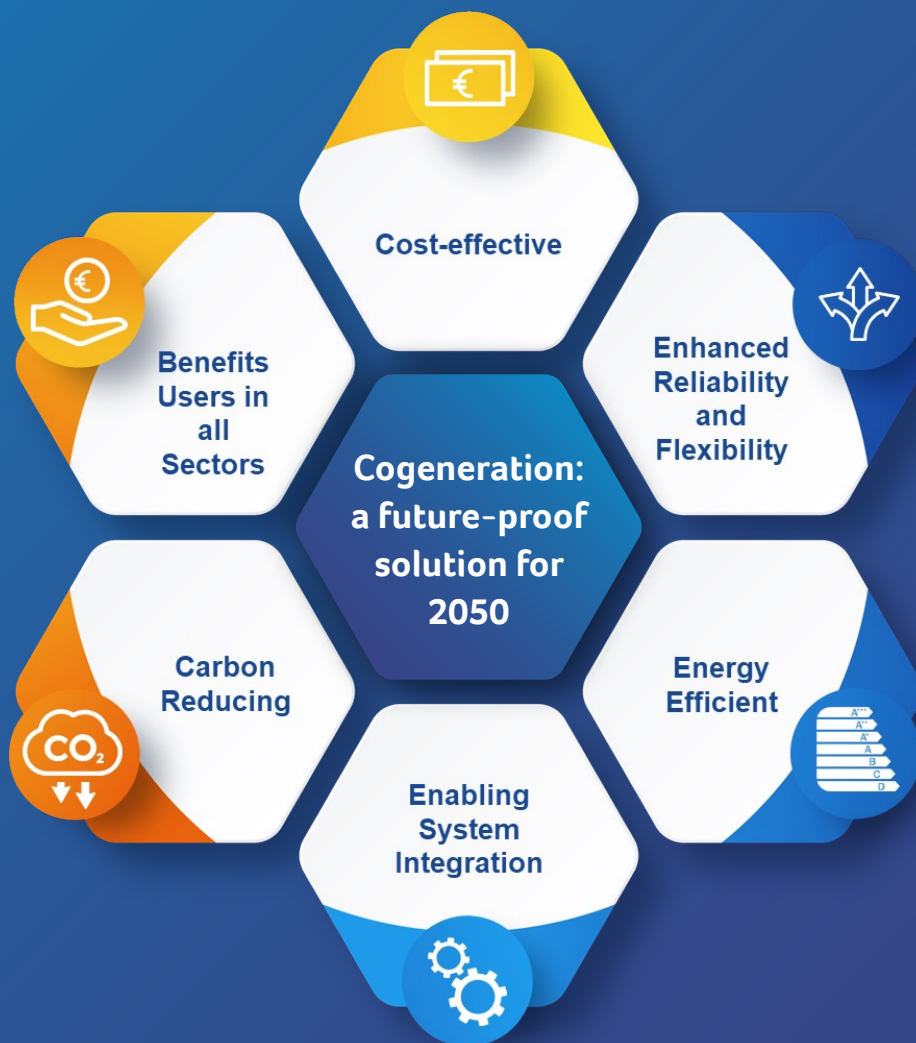 €
Cost-effective
€
Benefits
Users in
all
Sectors
Enhanced
Reliability
and
Flexibility
Cogeneration:
a future-proof
solution for
2050
Carbon
Reducing
CO₂
Energy
Efficient
A+++
A++
A+
A
B
C
D
Enabling
System
Integration